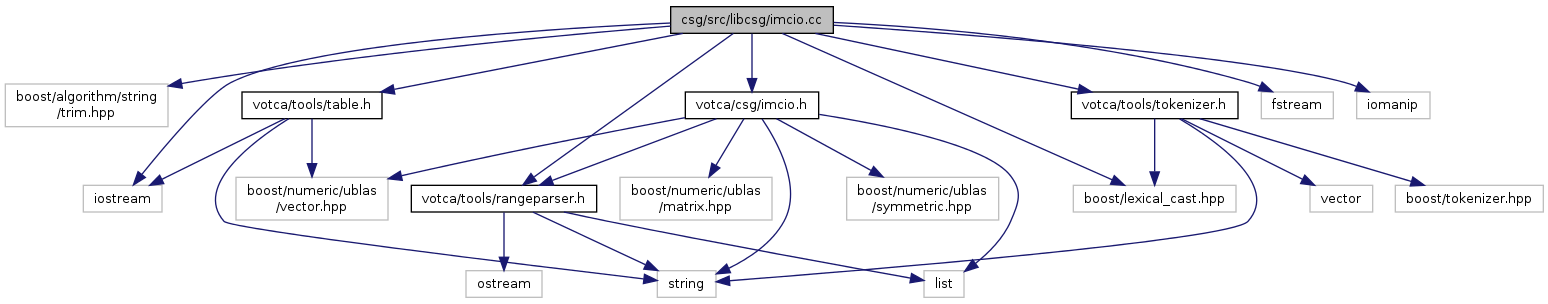 csg/src/libcsg/imcio.cc
boost/algorithm/string
/trim.hpp
votca/tools/table.h
votca/csg/imcio.h
votca/tools/tokenizer.h
fstream
iomanip
iostream
boost/numeric/ublas
/vector.hpp
votca/tools/rangeparser.h
boost/numeric/ublas
/matrix.hpp
boost/numeric/ublas
/symmetric.hpp
boost/lexical_cast.hpp
vector
boost/tokenizer.hpp
ostream
string
list